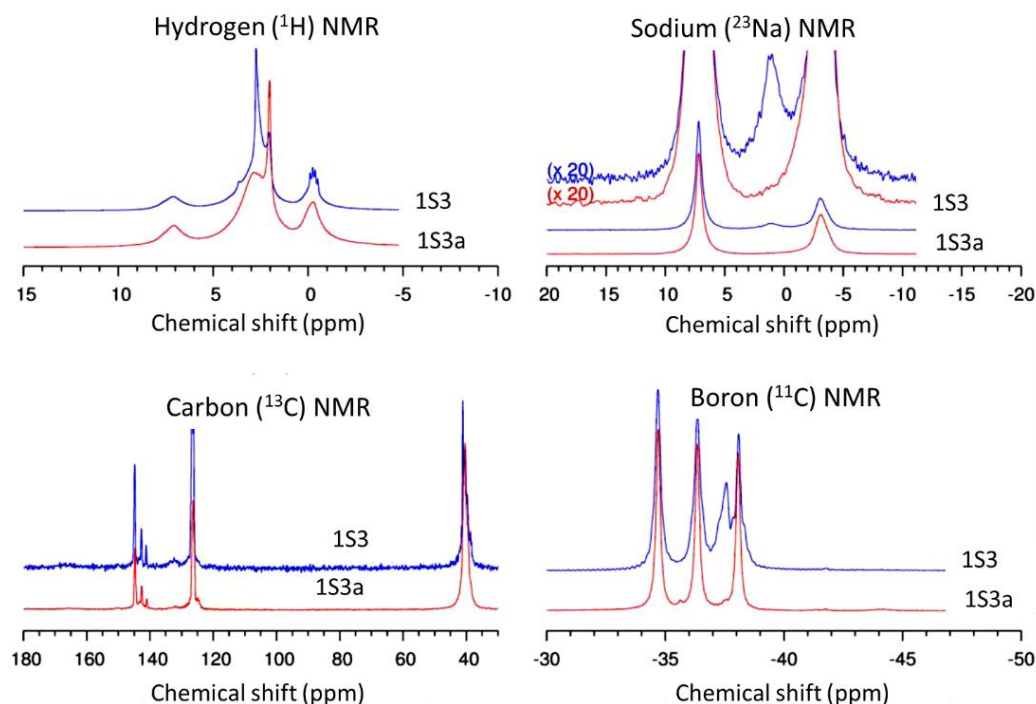 Hydrogen (¹H) NMR
1S3
1S3a
15 10 5 0 -5 -10
Chemical shift (ppm)
Sodium (²³Na) NMR
(x 20)
(x 20)
1S3
1S3a
20 15 10 5 0 -5 -10 -15 -20
Chemical shift (ppm)
Carbon (¹³C) NMR
1S3
1S3a
180 160 140 120 100 80 60 40
Chemical shift (ppm)
Boron (¹¹C) NMR
1S3
1S3a
-30 -35 -40 -45 -50
Chemical shift (ppm)